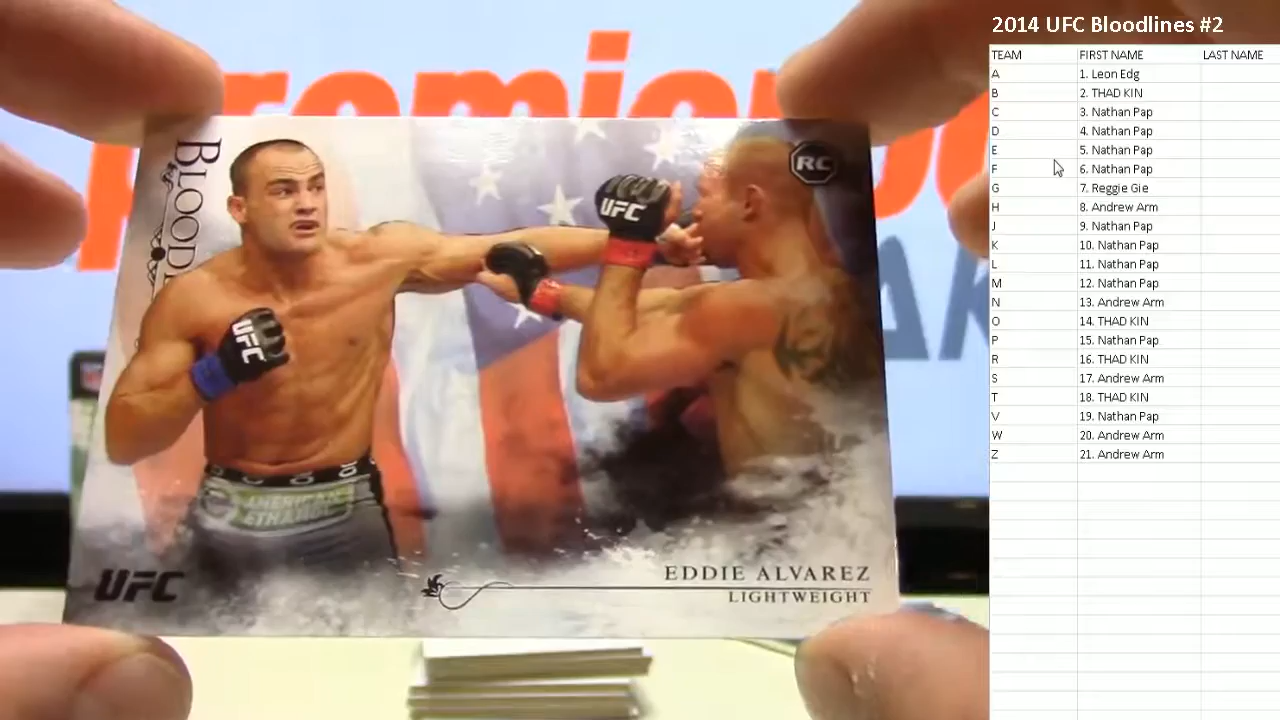 2014 UFC Bloodlines #2
TEAM FIRST NAME LAST NAME
A 1. Leon Edg
B 2. THAD KIN
C 3. Nathan Pap
D 4. Nathan Pap
E 5. Nathan Pap
F 6. Nathan Pap
G 7. Reggie Gie
H 8. Andrew Arm
J 9. Nathan Pap
K 10. Nathan Pap
L 11. Nathan Pap
M 12. Nathan Pap
N 13. Andrew Arm
O 14. THAD KIN
P 15. Nathan Pap
R 16. THAD KIN
S 17. Andrew Arm
T 18. THAD KIN
V 19. Nathan Pap
W 20. Andrew Arm
Z 21. Andrew Arm
RC
UFC
UFC
AMERICAN
ETHANOL
UFC
EDDIE ALVAREZ
LIGHTWEIGHT